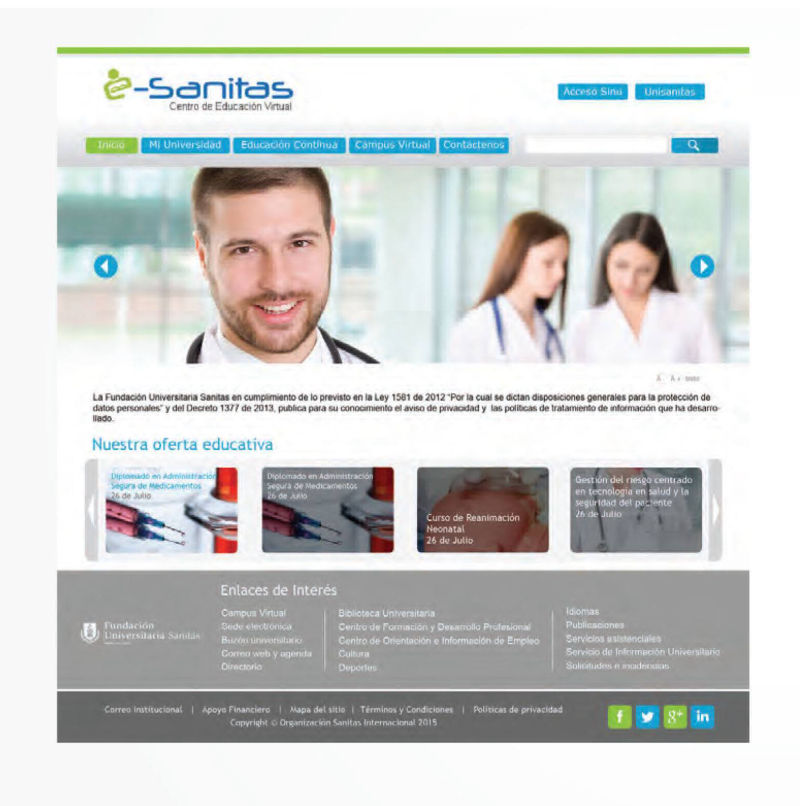 e-Sanitas
Centro de Educación Virtual
Acceso Sinú Unisanitas
Inicio Mi Universidad Educación Continua Campus Virtual Contáctenos
A A+
La Fundación Universitaria Sanitas en cumplimiento de lo previsto en la Ley 1581 de 2012 “Por la cual se dictan disposiciones generales para la protección de
datos personales” y del Decreto 1377 de 2013, publica para su conocimiento el aviso de privacidad y las políticas de tratamiento de información que ha desarro-
llado.
Nuestra oferta educativa
Diplomado en Administración
Segura de Medicamentos
26 de Julio
Diplomado en Administración
Segura de Medicamentos
26 de Julio
Curso de Reanimación
Neonatal
26 de Julio
Gestión del riesgo centrado
en tecnología en salud y la
seguridad del paciente
26 de Julio
Fundación
Universitaria Sanitas
Enlaces de Interés
Campus Virtual
Sede electrónica
Buzón universitario
Correo web y agenda
Directorio
Biblioteca Universitaria
Centro de Formación y Desarrollo Profesional
Centro de Orientación e Información de Empleo
Cultura
Deportes
Idiomas
Publicaciones
Servicios asistenciales
Servicio de Información Universitario
Solicitudes e incidencias
Correo Institucional | Apoyo Financiero | Mapa del sitio | Términos y Condiciones | Políticas de privacidad
Copyright © Organización Sanitas Internacional 2015
f g+ in